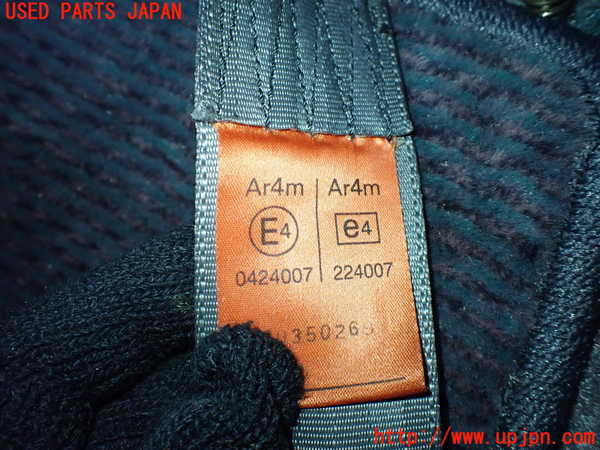 USED PARTS JAPAN
Ar4m Ar4m
E4 e4
0424007 224007
350265
http://www.upjpn.com